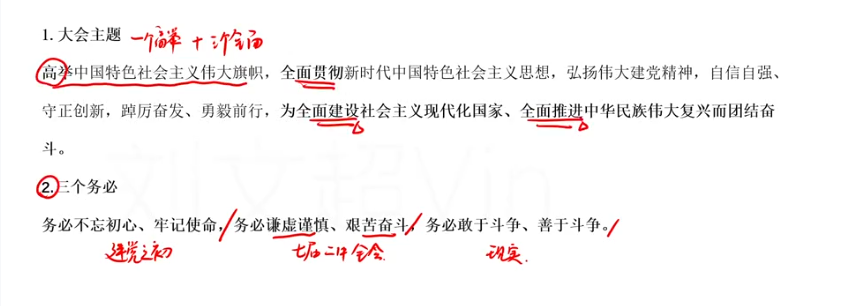 1. 大会主题 一个高举 + 三个全面
高举中国特色社会主义伟大旗帜，全面贯彻新时代中国特色社会主义思想，弘扬伟大建党精神，自信自强、
守正创新，踔厉奋发、勇毅前行，为全面建设社会主义现代化国家、全面推进中华民族伟大复兴而团结奋
斗。
2.三个务必
务必不忘初心、牢记使命，务必谦虚谨慎、艰苦奋斗，务必敢于斗争、善于斗争。
建党之初 七届二中全会 现实.
刘文超Vin